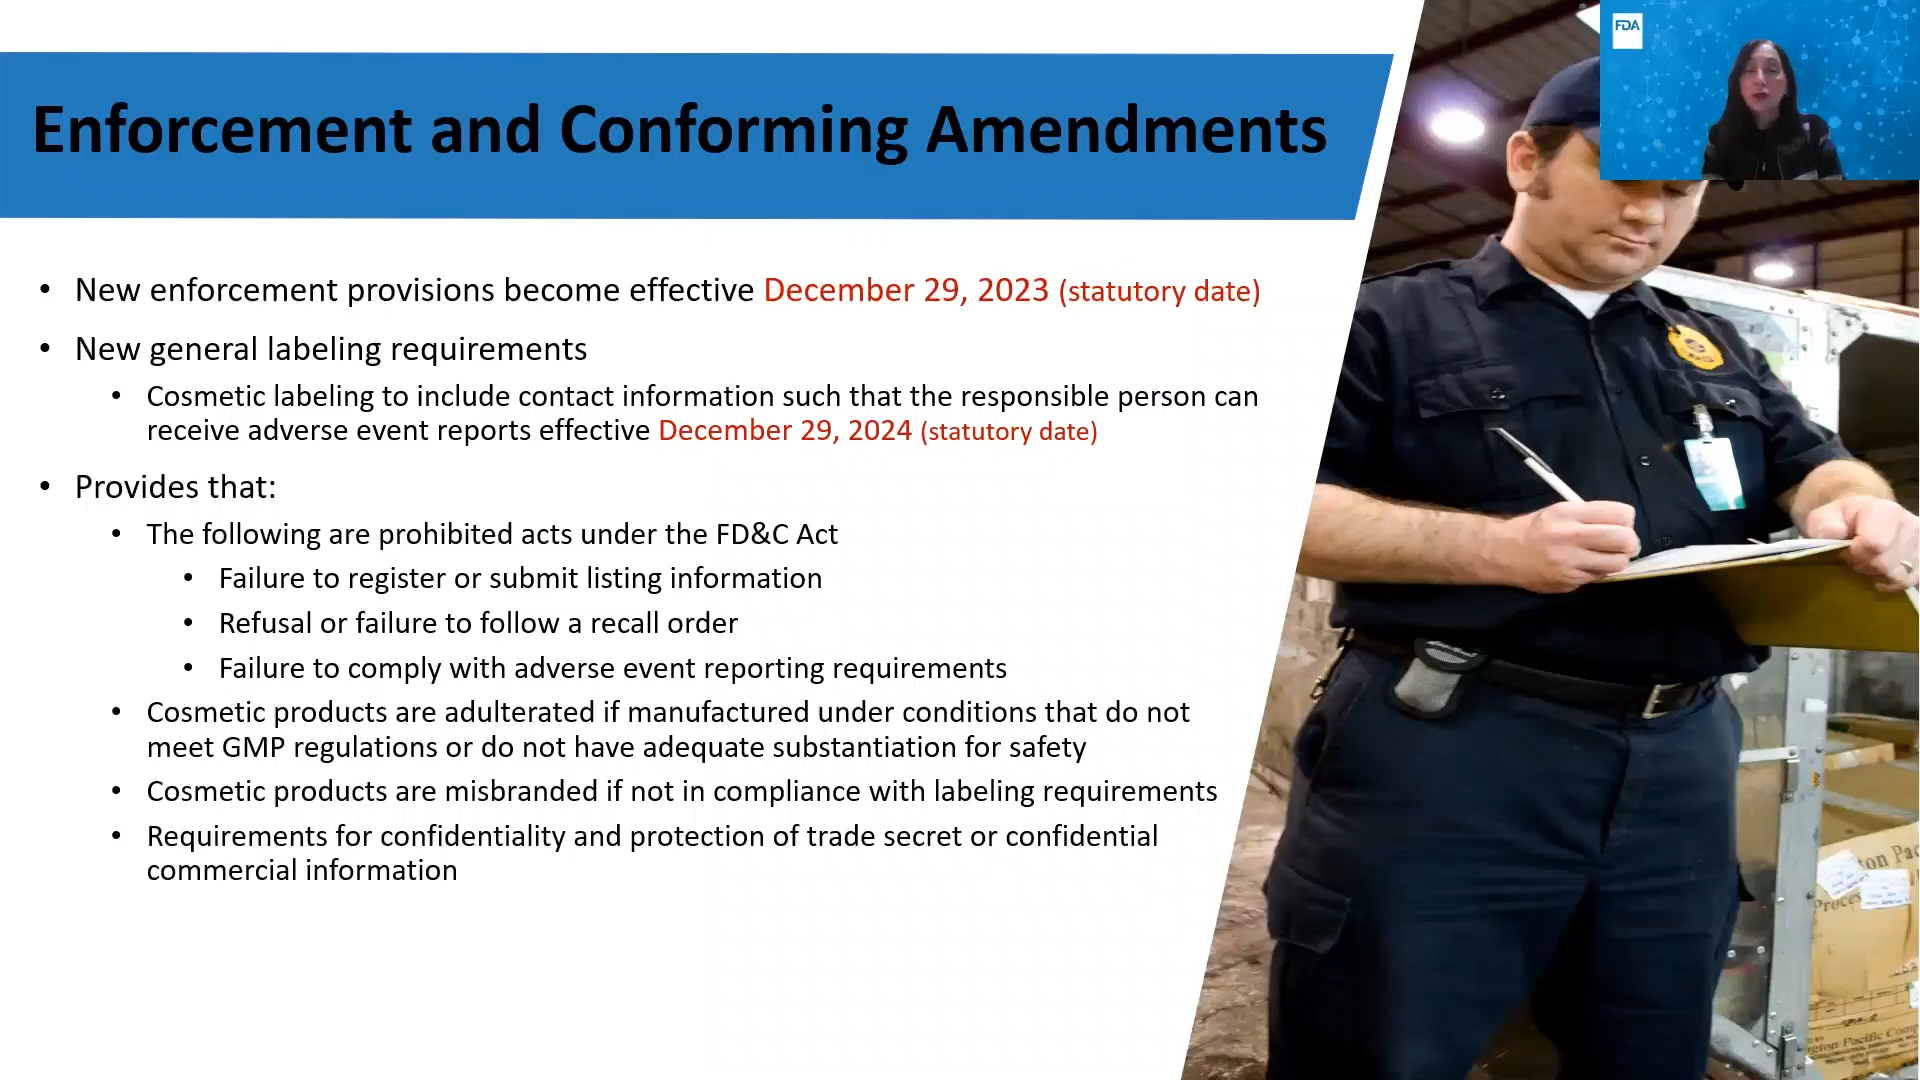 FDA
Enforcement and Conforming Amendments
• New enforcement provisions become effective December 29, 2023 (statutory date)
• New general labeling requirements
• Cosmetic labeling to include contact information such that the responsible person can
receive adverse event reports effective December 29, 2024 (statutory date)
• Provides that:
• The following are prohibited acts under the FD&C Act
• Failure to register or submit listing information
• Refusal or failure to follow a recall order
• Failure to comply with adverse event reporting requirements
• Cosmetic products are adulterated if manufactured under conditions that do not
meet GMP regulations or do not have adequate substantiation for safety
• Cosmetic products are misbranded if not in compliance with labeling requirements
• Requirements for confidentiality and protection of trade secret or confidential
commercial information